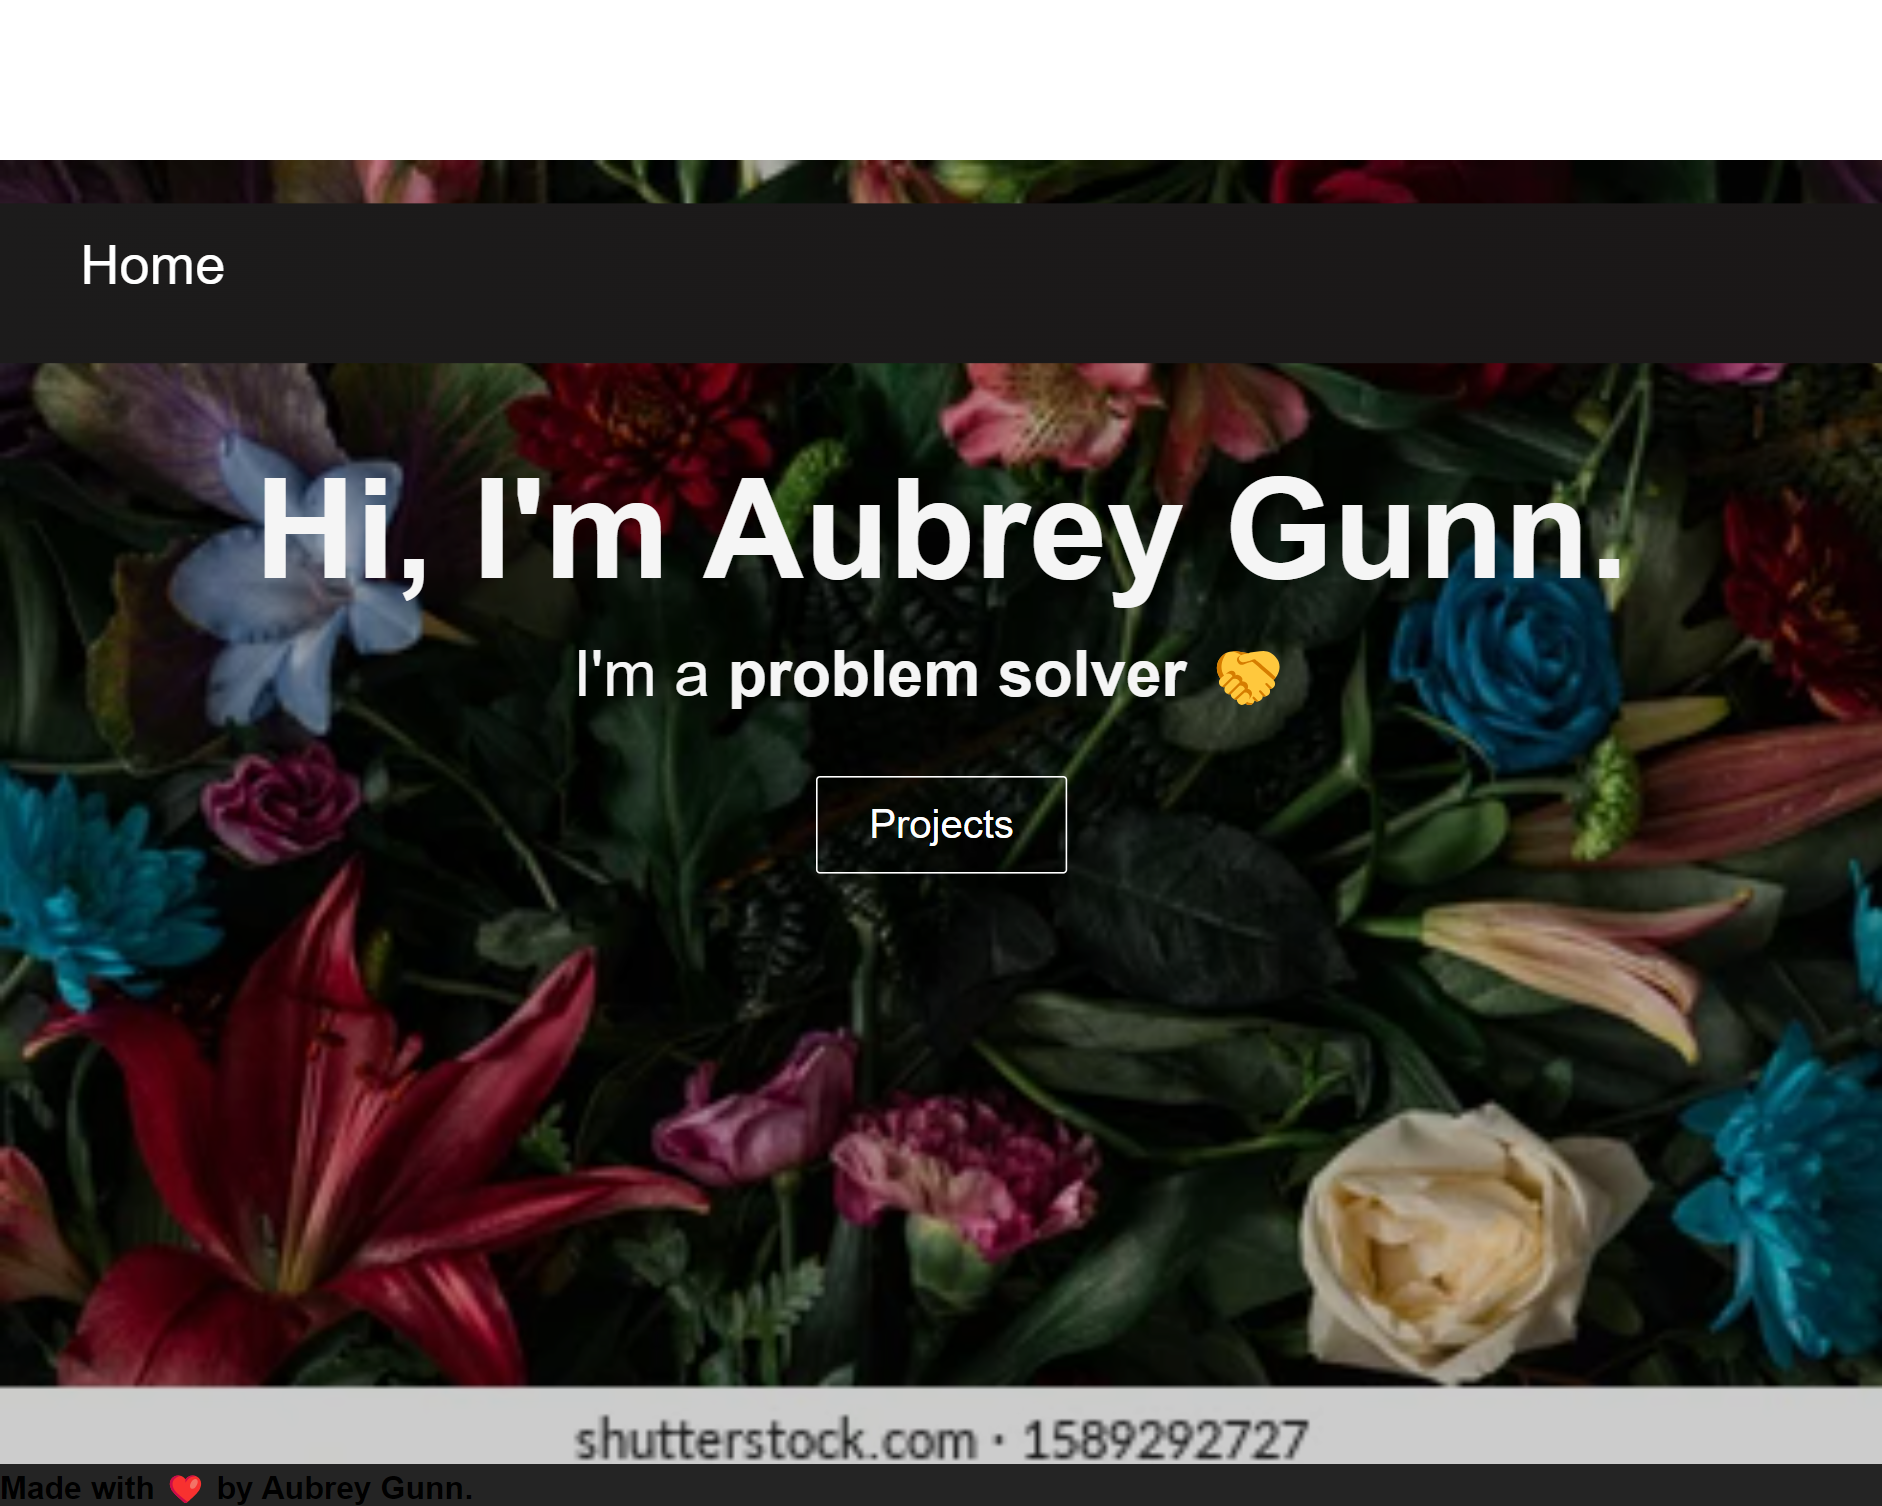 Home
Hi, I'm Aubrey Gunn.
I'm a problem solver 🤝
Projects
shutterstock.com · 1589292727
Made with ❤️ by Aubrey Gunn.